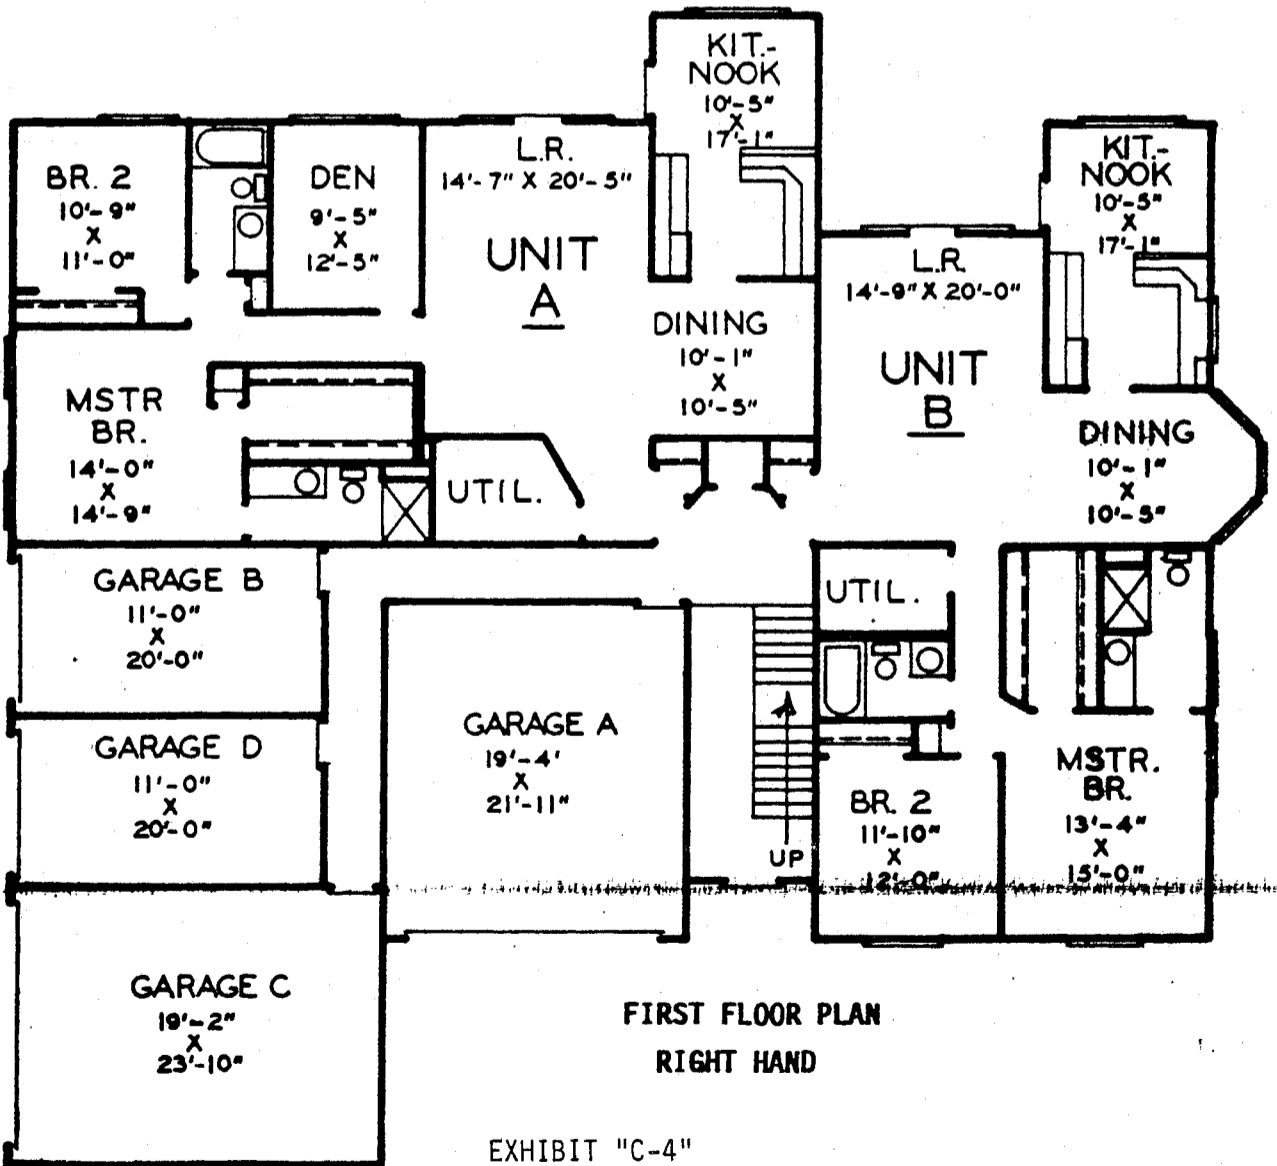 KIT.-
NOOK
10'-5"
X
17'-1"
BR. 2
10'-9"
X
11'-0"
DEN
9'-5"
X
12'-5"
L.R.
14'-7" X 20'-5"
UNIT
A
KIT.-
NOOK
10'-5"
X
17'-1"
L.R.
14'-9" X 20'-0"
UNIT
B
DINING
10'-1"
X
10'-5"
DINING
10'-1"
X
10'-5"
MSTR
BR.
14'-0"
X
14'-9"
UTIL.
GARAGE B
11'-0"
X
20'-0"
UTIL.
GARAGE D
11'-0"
X
20'-0"
GARAGE A
19'-4'
X
21'-11"
UP
BR. 2
11'-10"
X
12'-0"
MSTR.
BR.
13'-4"
X
15'-0"
GARAGE C
19'-2"
X
23'-10"
FIRST FLOOR PLAN
RIGHT HAND
EXHIBIT "C-4"